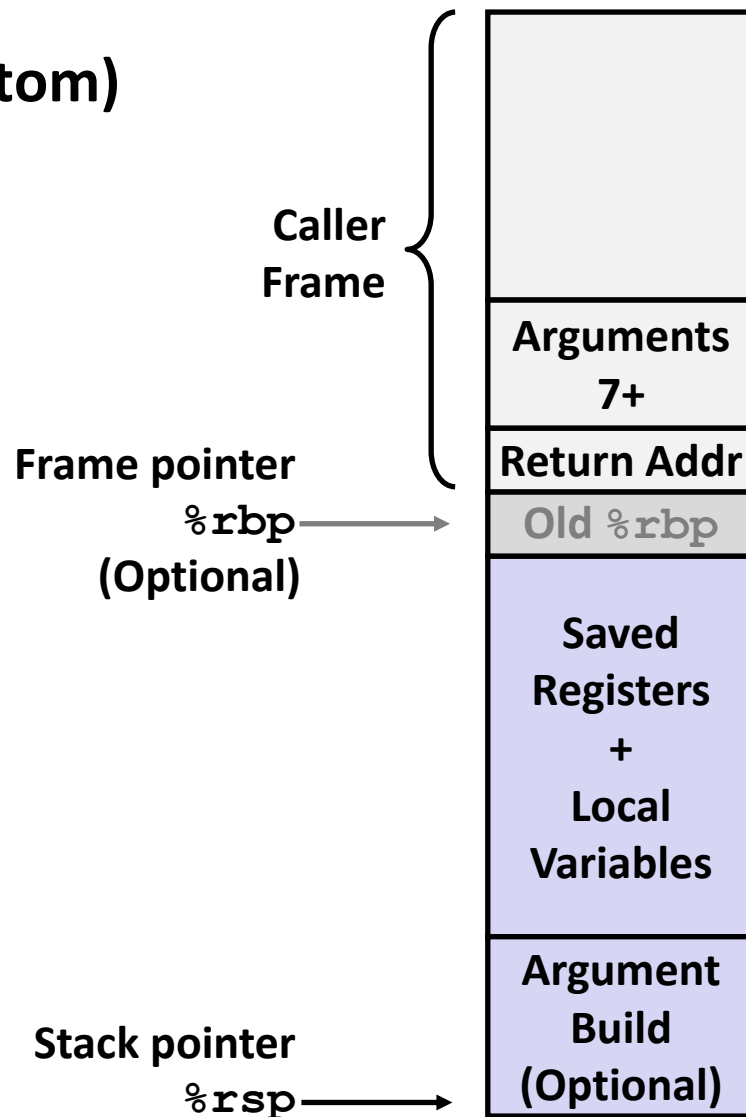 tom)
Caller
Frame
Arguments
7+
Return Addr
Frame pointer
%rbp
(Optional)
Old %rbp
Saved
Registers
+
Local
Variables
Argument
Build
(Optional)
Stack pointer
%rsp